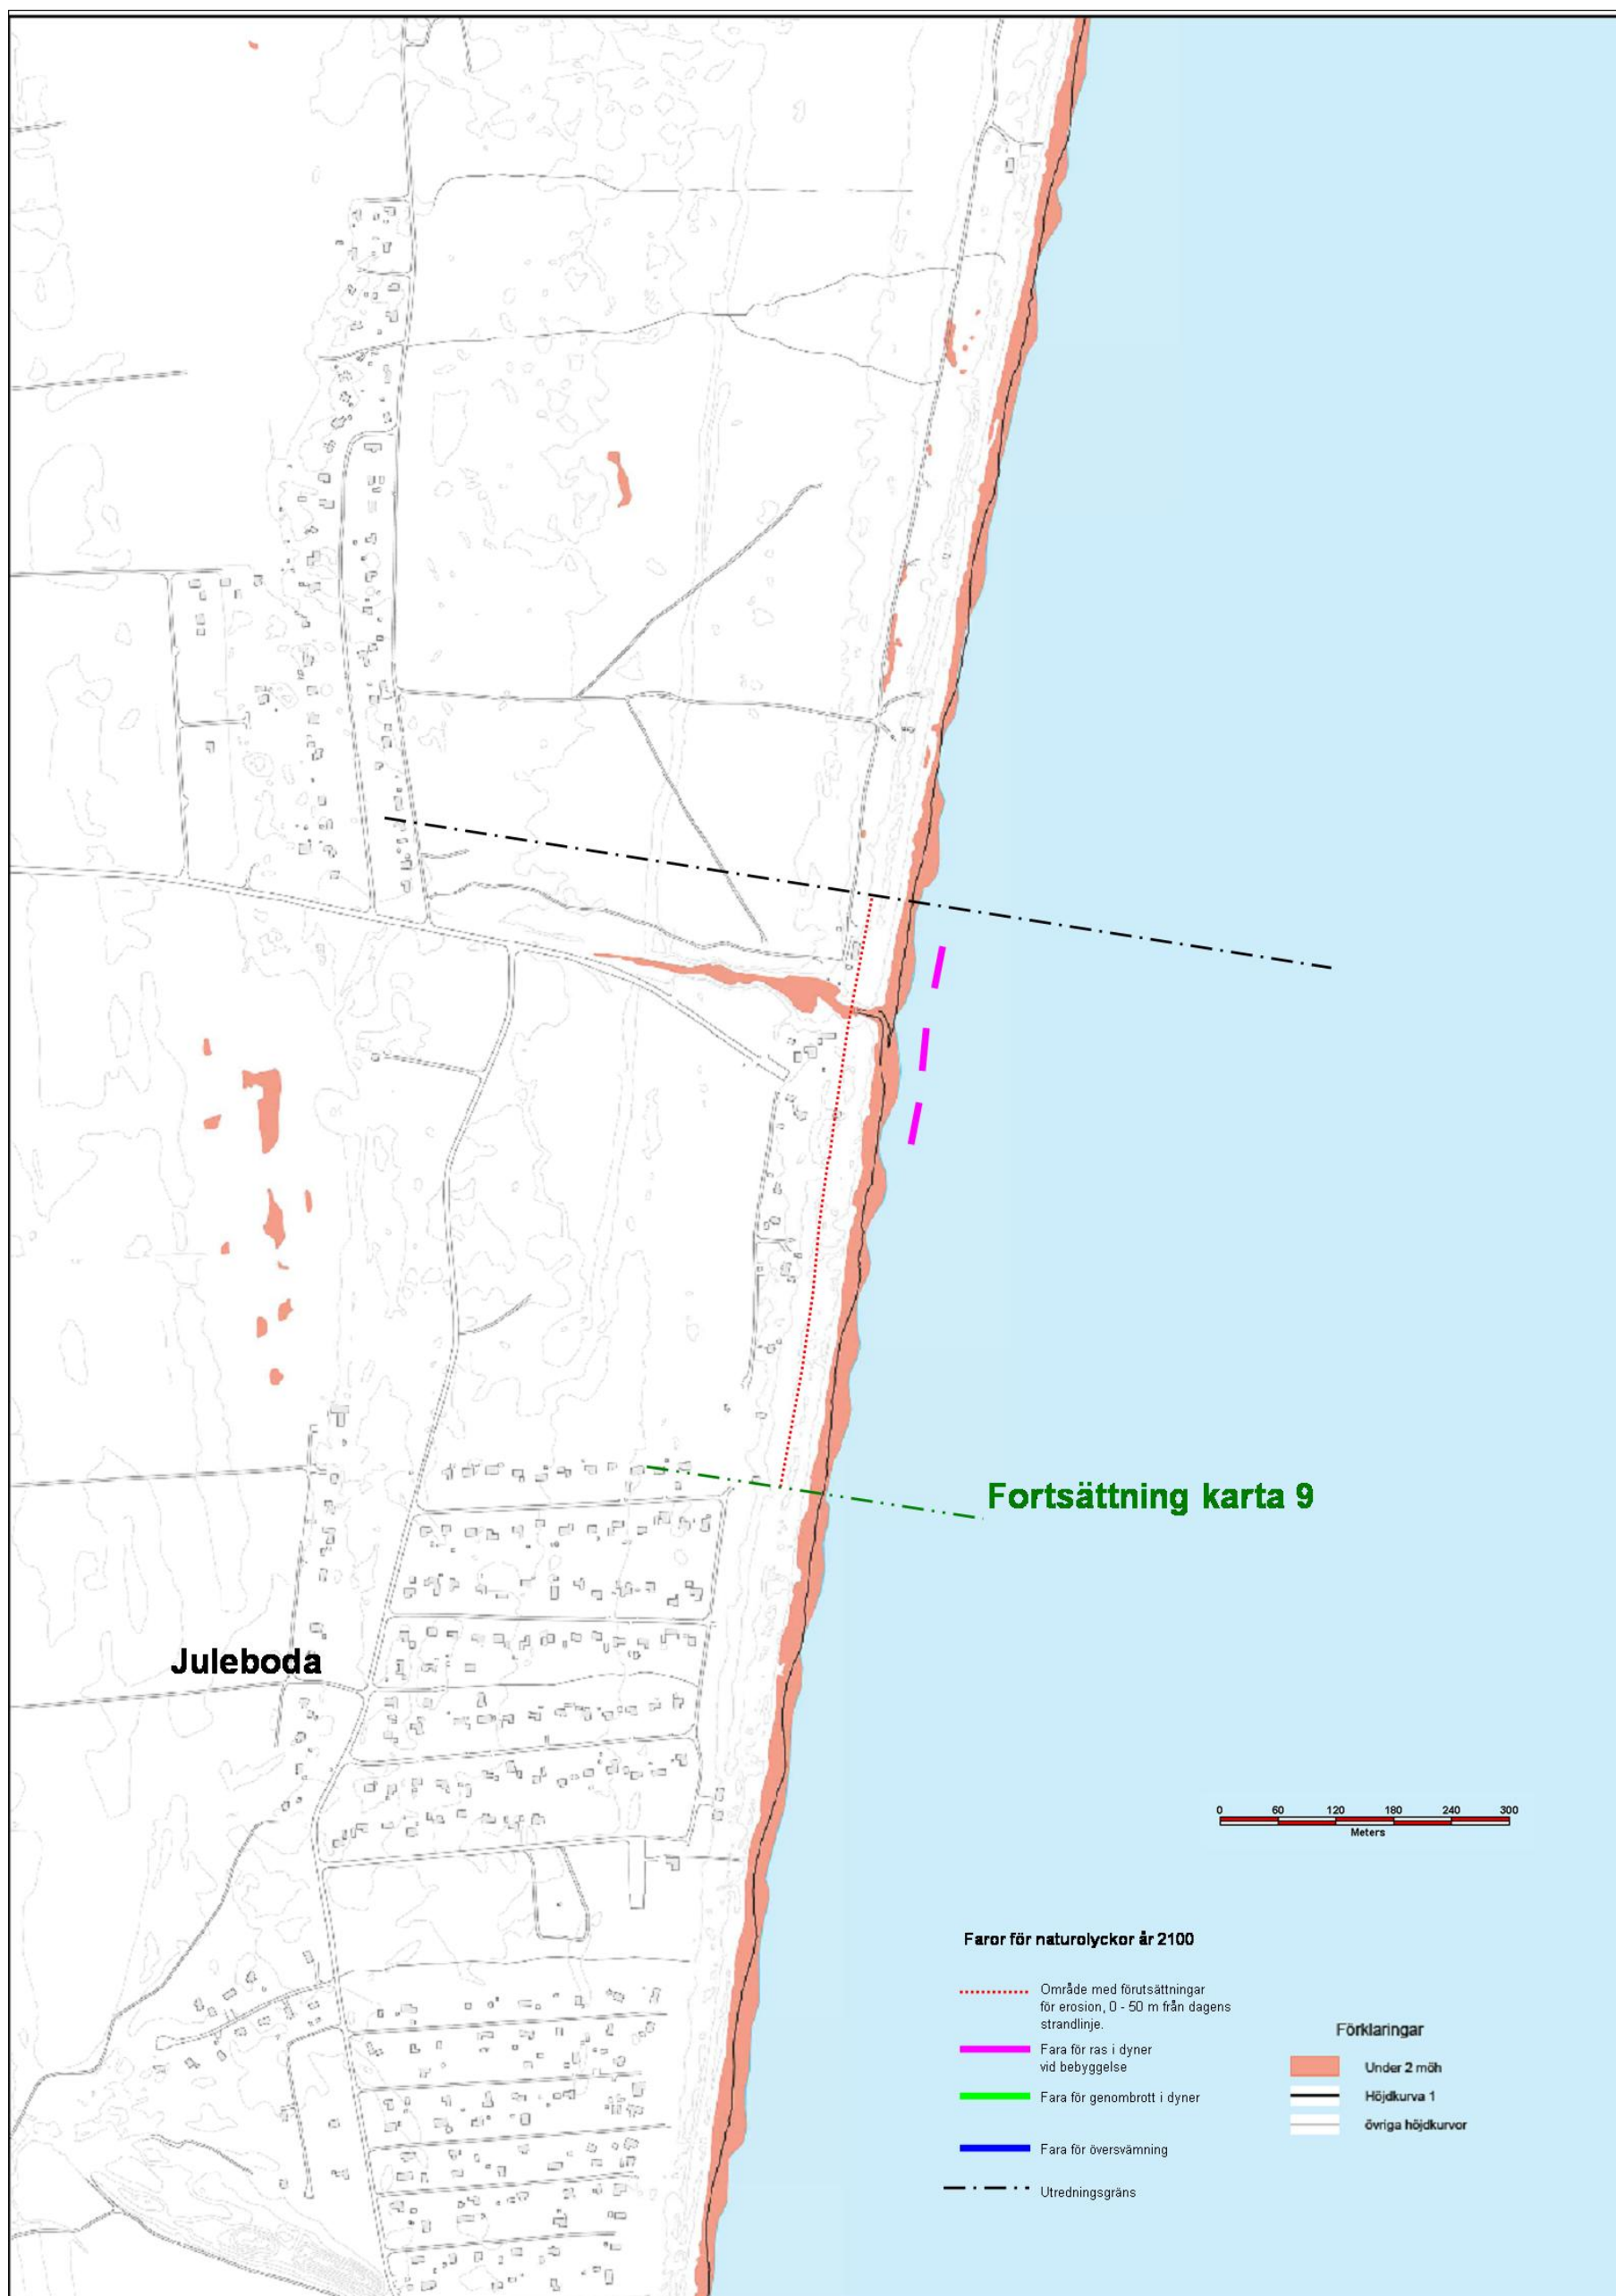 Fortsättning karta 9
Juleboda
0 60 120 180 240 300
Meters
Faror för naturolyckor år 2100
Område med förutsättningar
för erosion, 0 - 50 m från dagens
strandlinje.
Fara för ras i dyner
vid bebyggelse
Fara för genombrott i dyner
Fara för översvämning
Utredningsgräns
Förklaringar
Under 2 möh
Höjdkurva 1
övriga höjdkurvor